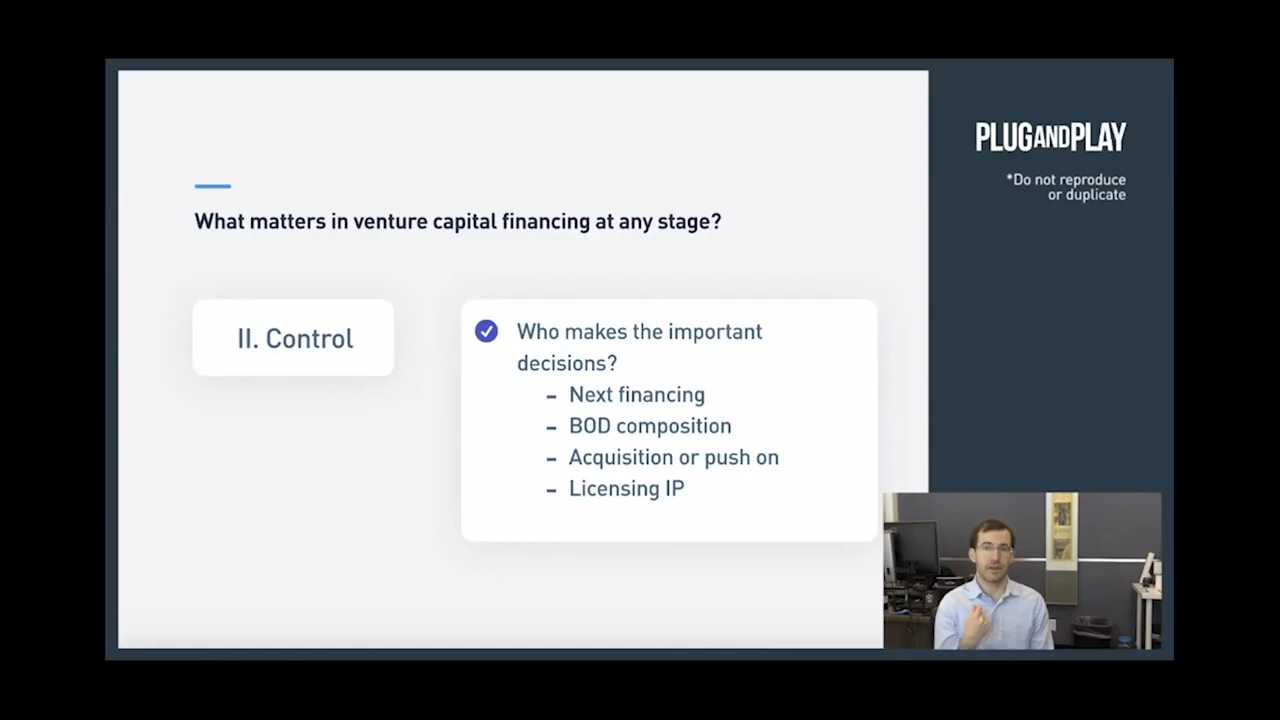 PLUGANDPLAY
*Do not reproduce
or duplicate
What matters in venture capital financing at any stage?
II. Control
Who makes the important
decisions?
– Next financing
– BOD composition
– Acquisition or push on
– Licensing IP